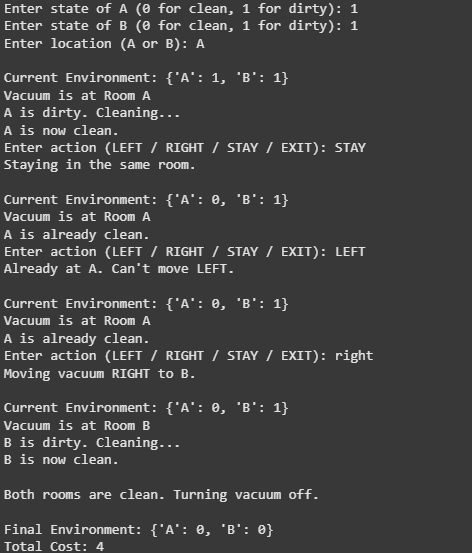 Enter state of A (0 for clean, 1 for dirty): 1
Enter state of B (0 for clean, 1 for dirty): 1
Enter location (A or B): A
Current Environment: {'A': 1, 'B': 1}
Vacuum is at Room A
A is dirty. Cleaning...
A is now clean.
Enter action (LEFT / RIGHT / STAY / EXIT): STAY
Staying in the same room.
Current Environment: {'A': 0, 'B': 1}
Vacuum is at Room A
A is already clean.
Enter action (LEFT / RIGHT / STAY / EXIT): LEFT
Already at A. Can't move LEFT.
Current Environment: {'A': 0, 'B': 1}
Vacuum is at Room A
A is already clean.
Enter action (LEFT / RIGHT / STAY / EXIT): right
Moving vacuum RIGHT to B.
Current Environment: {'A': 0, 'B': 1}
Vacuum is at Room B
B is dirty. Cleaning...
B is now clean.
Both rooms are clean. Turning vacuum off.
Final Environment: {'A': 0, 'B': 0}
Total Cost: 4